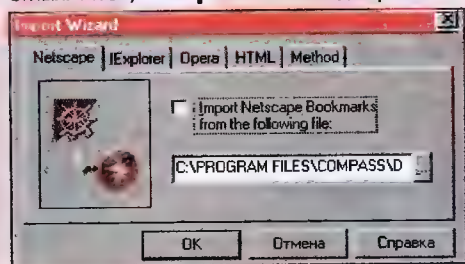 Import Wizard
Netscape IExplorer Opera HTML Method
Import Netscape Bookmarks
from the following file:
C:\PROGRAM FILES\COMPASS\D ...
OK Отмена Справка